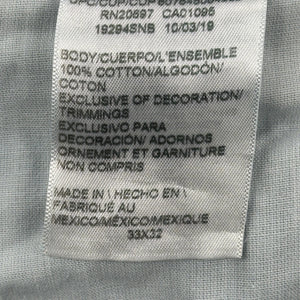 RN20697 CA01095
19294SNB 10/03/19
BODY/CUERPO/L'ENSEMBLE
100% COTTON/ALGODÓN/
COTON
EXCLUSIVE OF DECORATION/
TRIMMINGS
EXCLUSIVO PARA
DECORACIÓN/ ADORNOS
ORNEMENT ET GARNITURE
NON COMPRIS
MADE IN \ HECHO EN \
FABRIQUÉ AU
MEXICO/MÉXICO/MEXIQUE
33X32